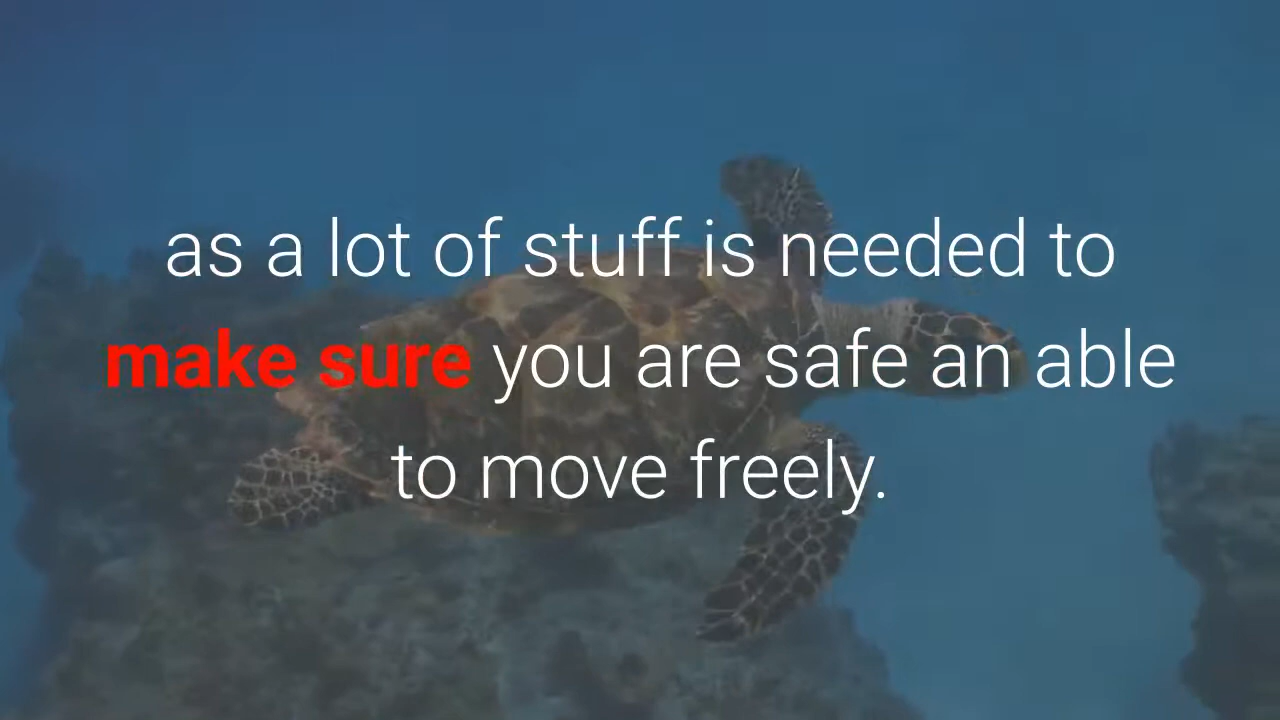 as a lot of stuff is needed to
make sure you are safe an able
to move freely.